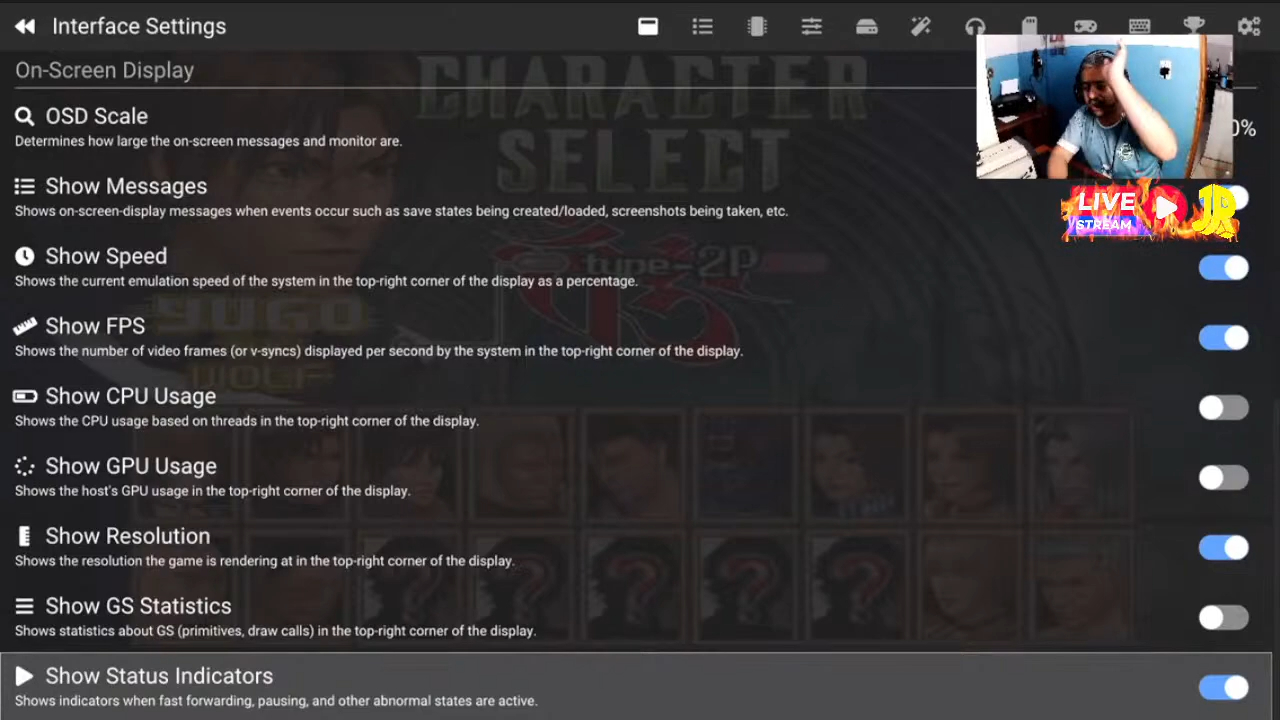 Interface Settings
On-Screen Display
CHARACTER
SELECT
OSD Scale
Determines how large the on-screen messages and monitor are.
0%
Show Messages
Shows on-screen-display messages when events occur such as save states being created/loaded, screenshots being taken, etc.
LIVE
STREAM
JR
Show Speed
type-2P
Shows the current emulation speed of the system in the top-right corner of the display as a percentage.
YUGO
Show FPS
Shows the number of video frames (or v-syncs) displayed per second by the system in the top-right corner of the display.
WOLF
Show CPU Usage
Shows the CPU usage based on threads in the top-right corner of the display.
Show GPU Usage
Shows the host's GPU usage in the top-right corner of the display.
Show Resolution
Shows the resolution the game is rendering at in the top-right corner of the display.
Show GS Statistics
Shows statistics about GS (primitives, draw calls) in the top-right corner of the display.
Show Status Indicators
Shows indicators when fast forwarding, pausing, and other abnormal states are active.